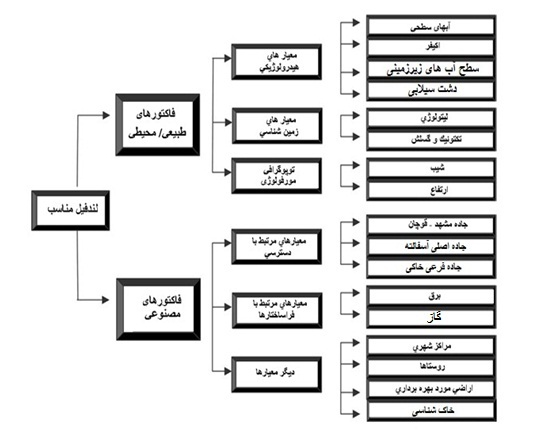 لندفیل مناسب
فاکتورهای
طبیعی/ محیطی
معیار های
هیدرولوژیکی
آبهای سطحی
اکیفر
سطح آب های زیرزمینی
دشت سیلابی
معیار های
زمین شناسی
لیتولوژی
تکتونیک و گسلش
توپوگرافی
مورفولوژی
شیب
ارتفاع
فاکتورهای
مصنوعی
معیارهای مرتبط با
دسترسی
جاده مشهد - قوچان
جاده اصلی آسفالته
جاده فرعی خاکی
معیارهای مرتبط با
فراساختارها
برق
گاز
دیگر معیارها
مراکز شهری
روستاها
اراضی مورد بهره برداری
خاک شناسی